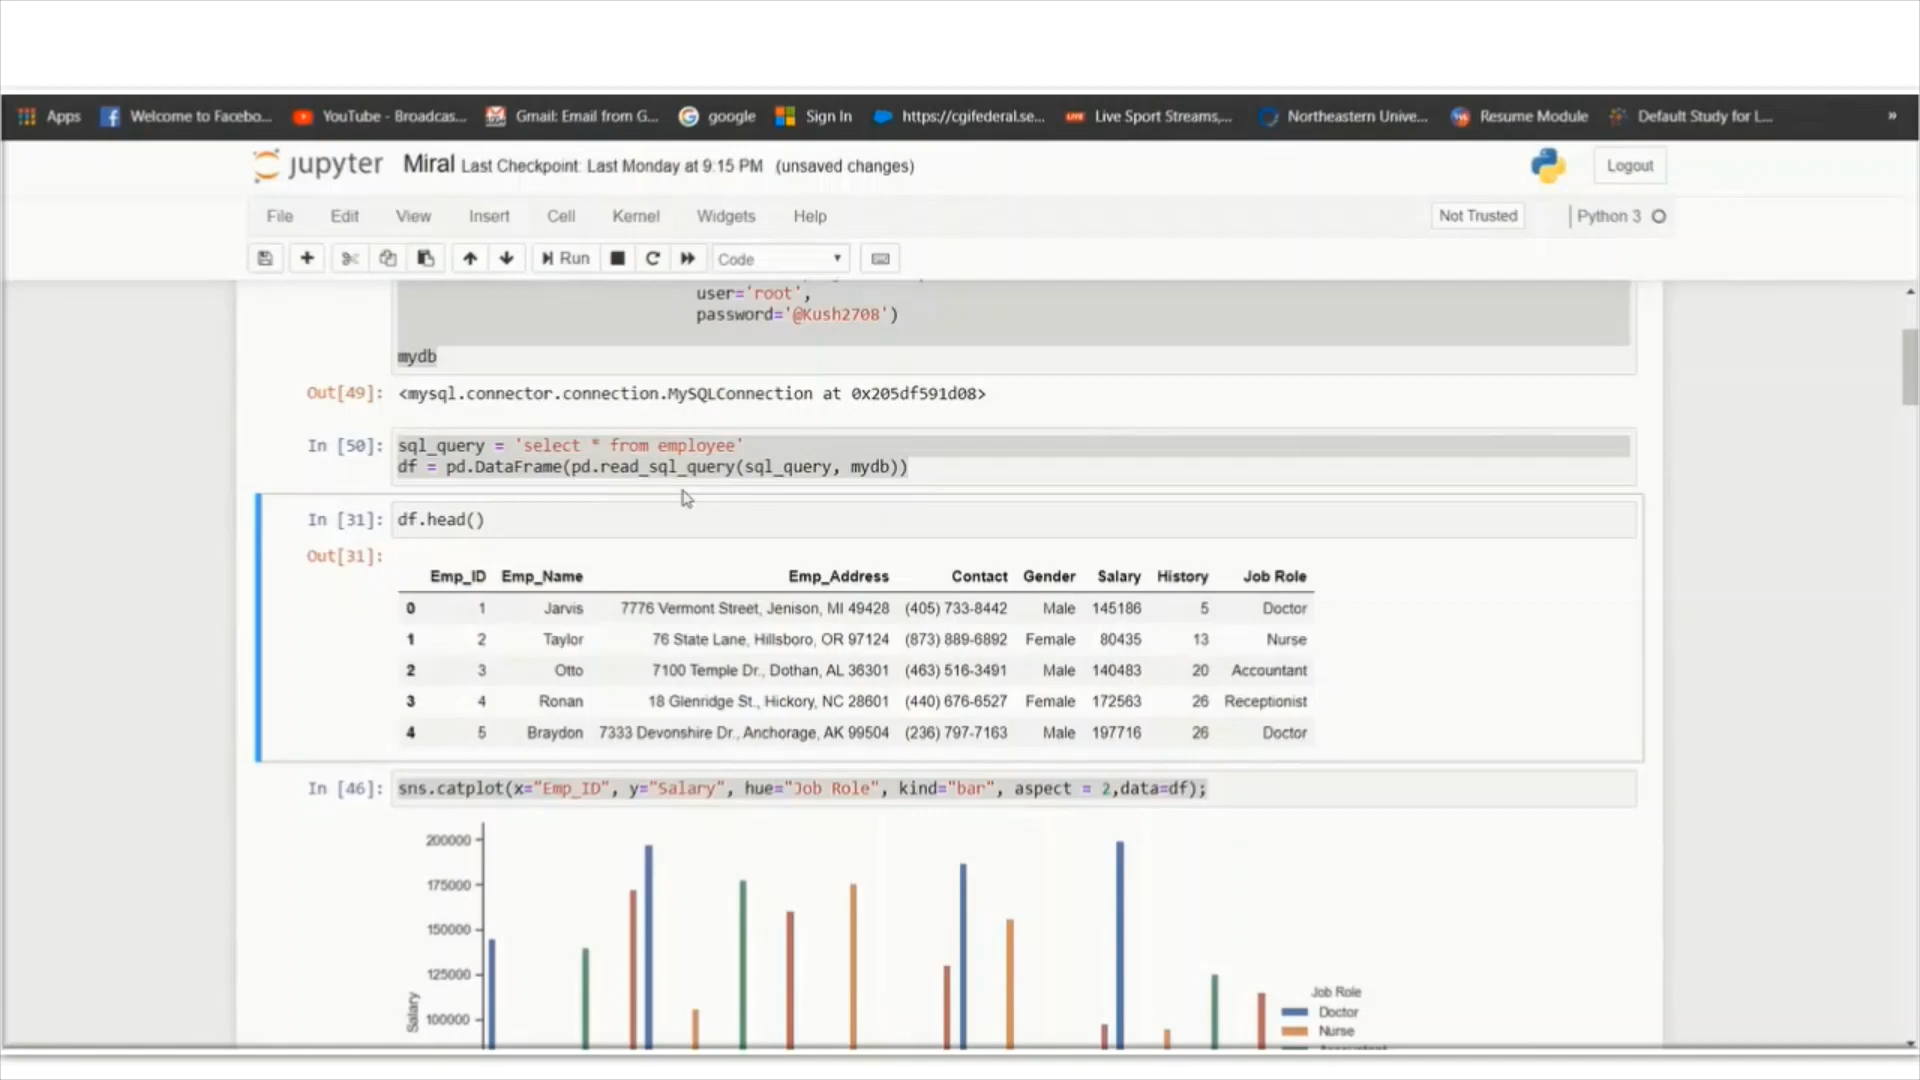 Apps Welcome to Facebo... YouTube - Broadcas... Gmail: Email from G... google Sign In https://cgifederal.se... Live Sport Streams,... Northeastern Unive... Resume Module Default Study for L... »
jupyter Miral Last Checkpoint: Last Monday at 9:15 PM (unsaved changes) Logout
File Edit View Insert Cell Kernel Widgets Help Not Trusted Python 3
Run Code
user='root',
password='@Kush2708')
mydb
Out[49]: <mysql.connector.connection.MySQLConnection at 0x205df591d08>
In [50]: sql_query = 'select * from employee'
df = pd.DataFrame(pd.read_sql_query(sql_query, mydb))
In [31]: df.head()
Out[31]:
Emp_ID Emp_Name Emp_Address Contact Gender Salary History Job Role
0 1 Jarvis 7776 Vermont Street, Jenison, MI 49428 (405) 733-8442 Male 145186 5 Doctor
1 2 Taylor 76 State Lane, Hillsboro, OR 97124 (873) 889-6892 Female 80435 13 Nurse
2 3 Otto 7100 Temple Dr., Dothan, AL 36301 (463) 516-3491 Male 140483 20 Accountant
3 4 Ronan 18 Glenridge St., Hickory, NC 28601 (440) 676-6527 Female 172563 26 Receptionist
4 5 Braydon 7333 Devonshire Dr., Anchorage, AK 99504 (236) 797-7163 Male 197716 26 Doctor
In [46]: sns.catplot(x="Emp_ID", y="Salary", hue="Job Role", kind="bar", aspect = 2,data=df);
200000
175000
150000
125000
100000
Salary
Job Role
Doctor
Nurse